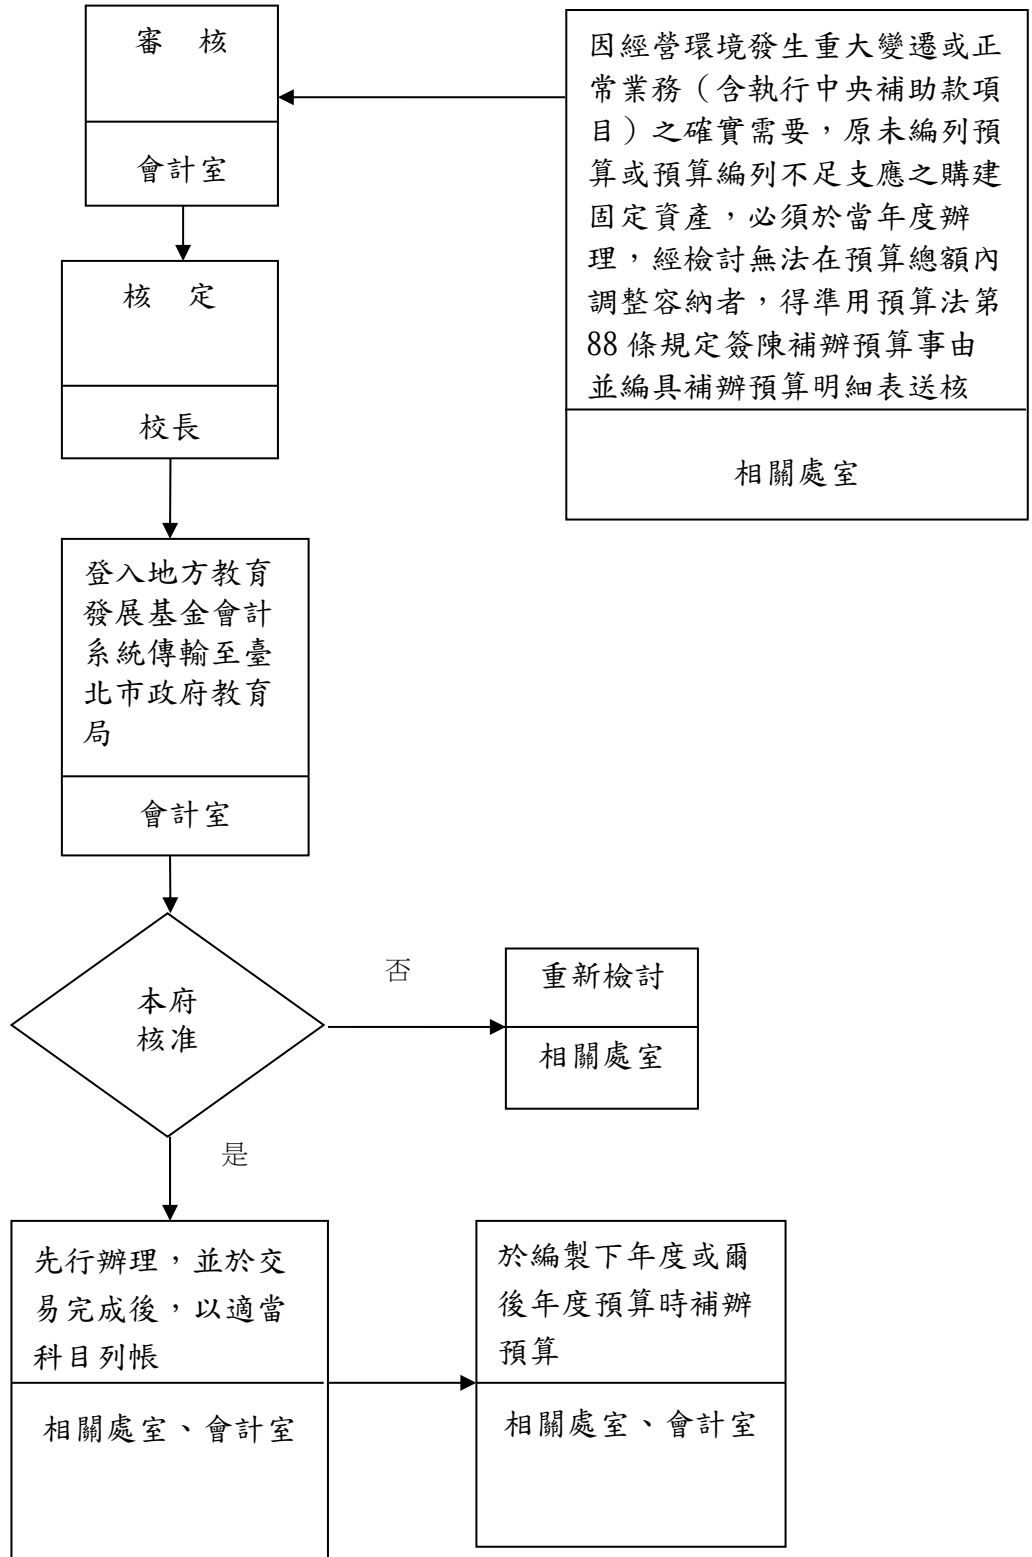 審　核
會計室
因經營環境發生重大變遷或正
常業務（含執行中央補助款項
目）之確實需要，原未編列預
算或預算編列不足支應之購建
固定資產，必須於當年度辦
理，經檢討無法在預算總額內
調整容納者，得準用預算法第
88 條規定簽陳補辦預算事由
並編具補辦預算明細表送核
相關處室
核　定
校長
登入地方教育
發展基金會計
系統傳輸至臺
北市政府教育
局
會計室
本府
核准
否
重新檢討
相關處室
是
先行辦理，並於交
易完成後，以適當
科目列帳
相關處室、會計室
於編製下年度或爾
後年度預算時補辦
預算
相關處室、會計室